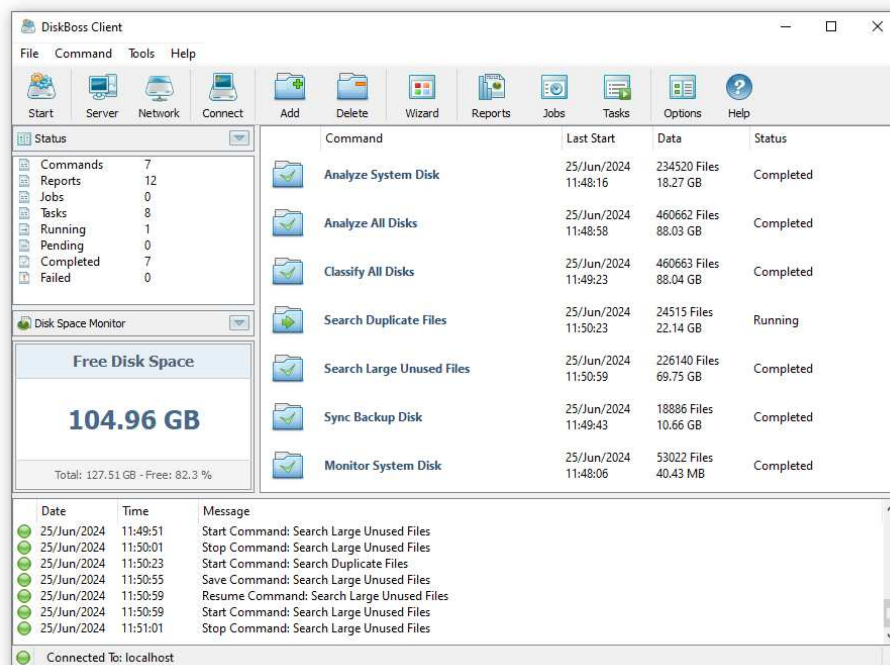 DiskBoss Client
File Command Tools Help
Start Server Network Connect Add Delete Wizard Reports Jobs Tasks Options Help
Status
Commands 7
Reports 12
Jobs 0
Tasks 8
Running 1
Pending 0
Completed 7
Failed 0
Disk Space Monitor
Free Disk Space
104.96 GB
Total: 127.51 GB - Free: 82.3 %
Command Last Start Data Status
Analyze System Disk 25/Jun/2024 11:48:16 234520 Files 18.27 GB Completed
Analyze All Disks 25/Jun/2024 11:48:58 460662 Files 88.03 GB Completed
Classify All Disks 25/Jun/2024 11:49:23 460663 Files 88.04 GB Completed
Search Duplicate Files 25/Jun/2024 11:50:23 24515 Files 22.14 GB Running
Search Large Unused Files 25/Jun/2024 11:50:59 226140 Files 69.75 GB Completed
Sync Backup Disk 25/Jun/2024 11:49:43 18886 Files 10.66 GB Completed
Monitor System Disk 25/Jun/2024 11:48:06 53022 Files 40.43 MB Completed
Date Time Message
25/Jun/2024 11:49:51 Start Command: Search Large Unused Files
25/Jun/2024 11:50:01 Stop Command: Search Large Unused Files
25/Jun/2024 11:50:23 Start Command: Search Duplicate Files
25/Jun/2024 11:50:55 Save Command: Search Large Unused Files
25/Jun/2024 11:50:59 Resume Command: Search Large Unused Files
25/Jun/2024 11:50:59 Start Command: Search Large Unused Files
25/Jun/2024 11:51:01 Stop Command: Search Large Unused Files
Connected To: localhost